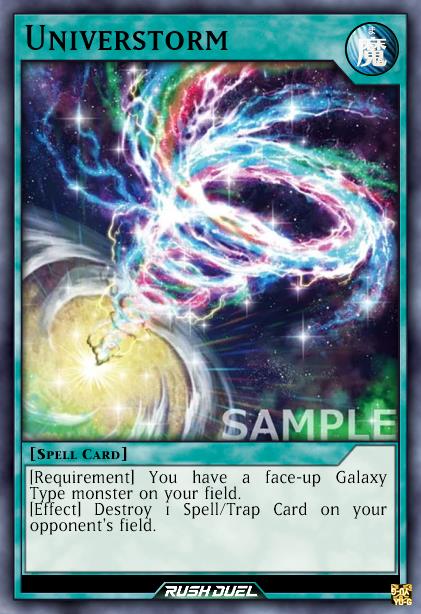 UNIVERSTORM
ま
魔
SAMPLE
[SPELL CARD]
[Requirement] You have a face-up Galaxy
Type monster on your field.
[Effect] Destroy 1 Spell/Trap Card on your
opponent's field.
RUSH DUEL